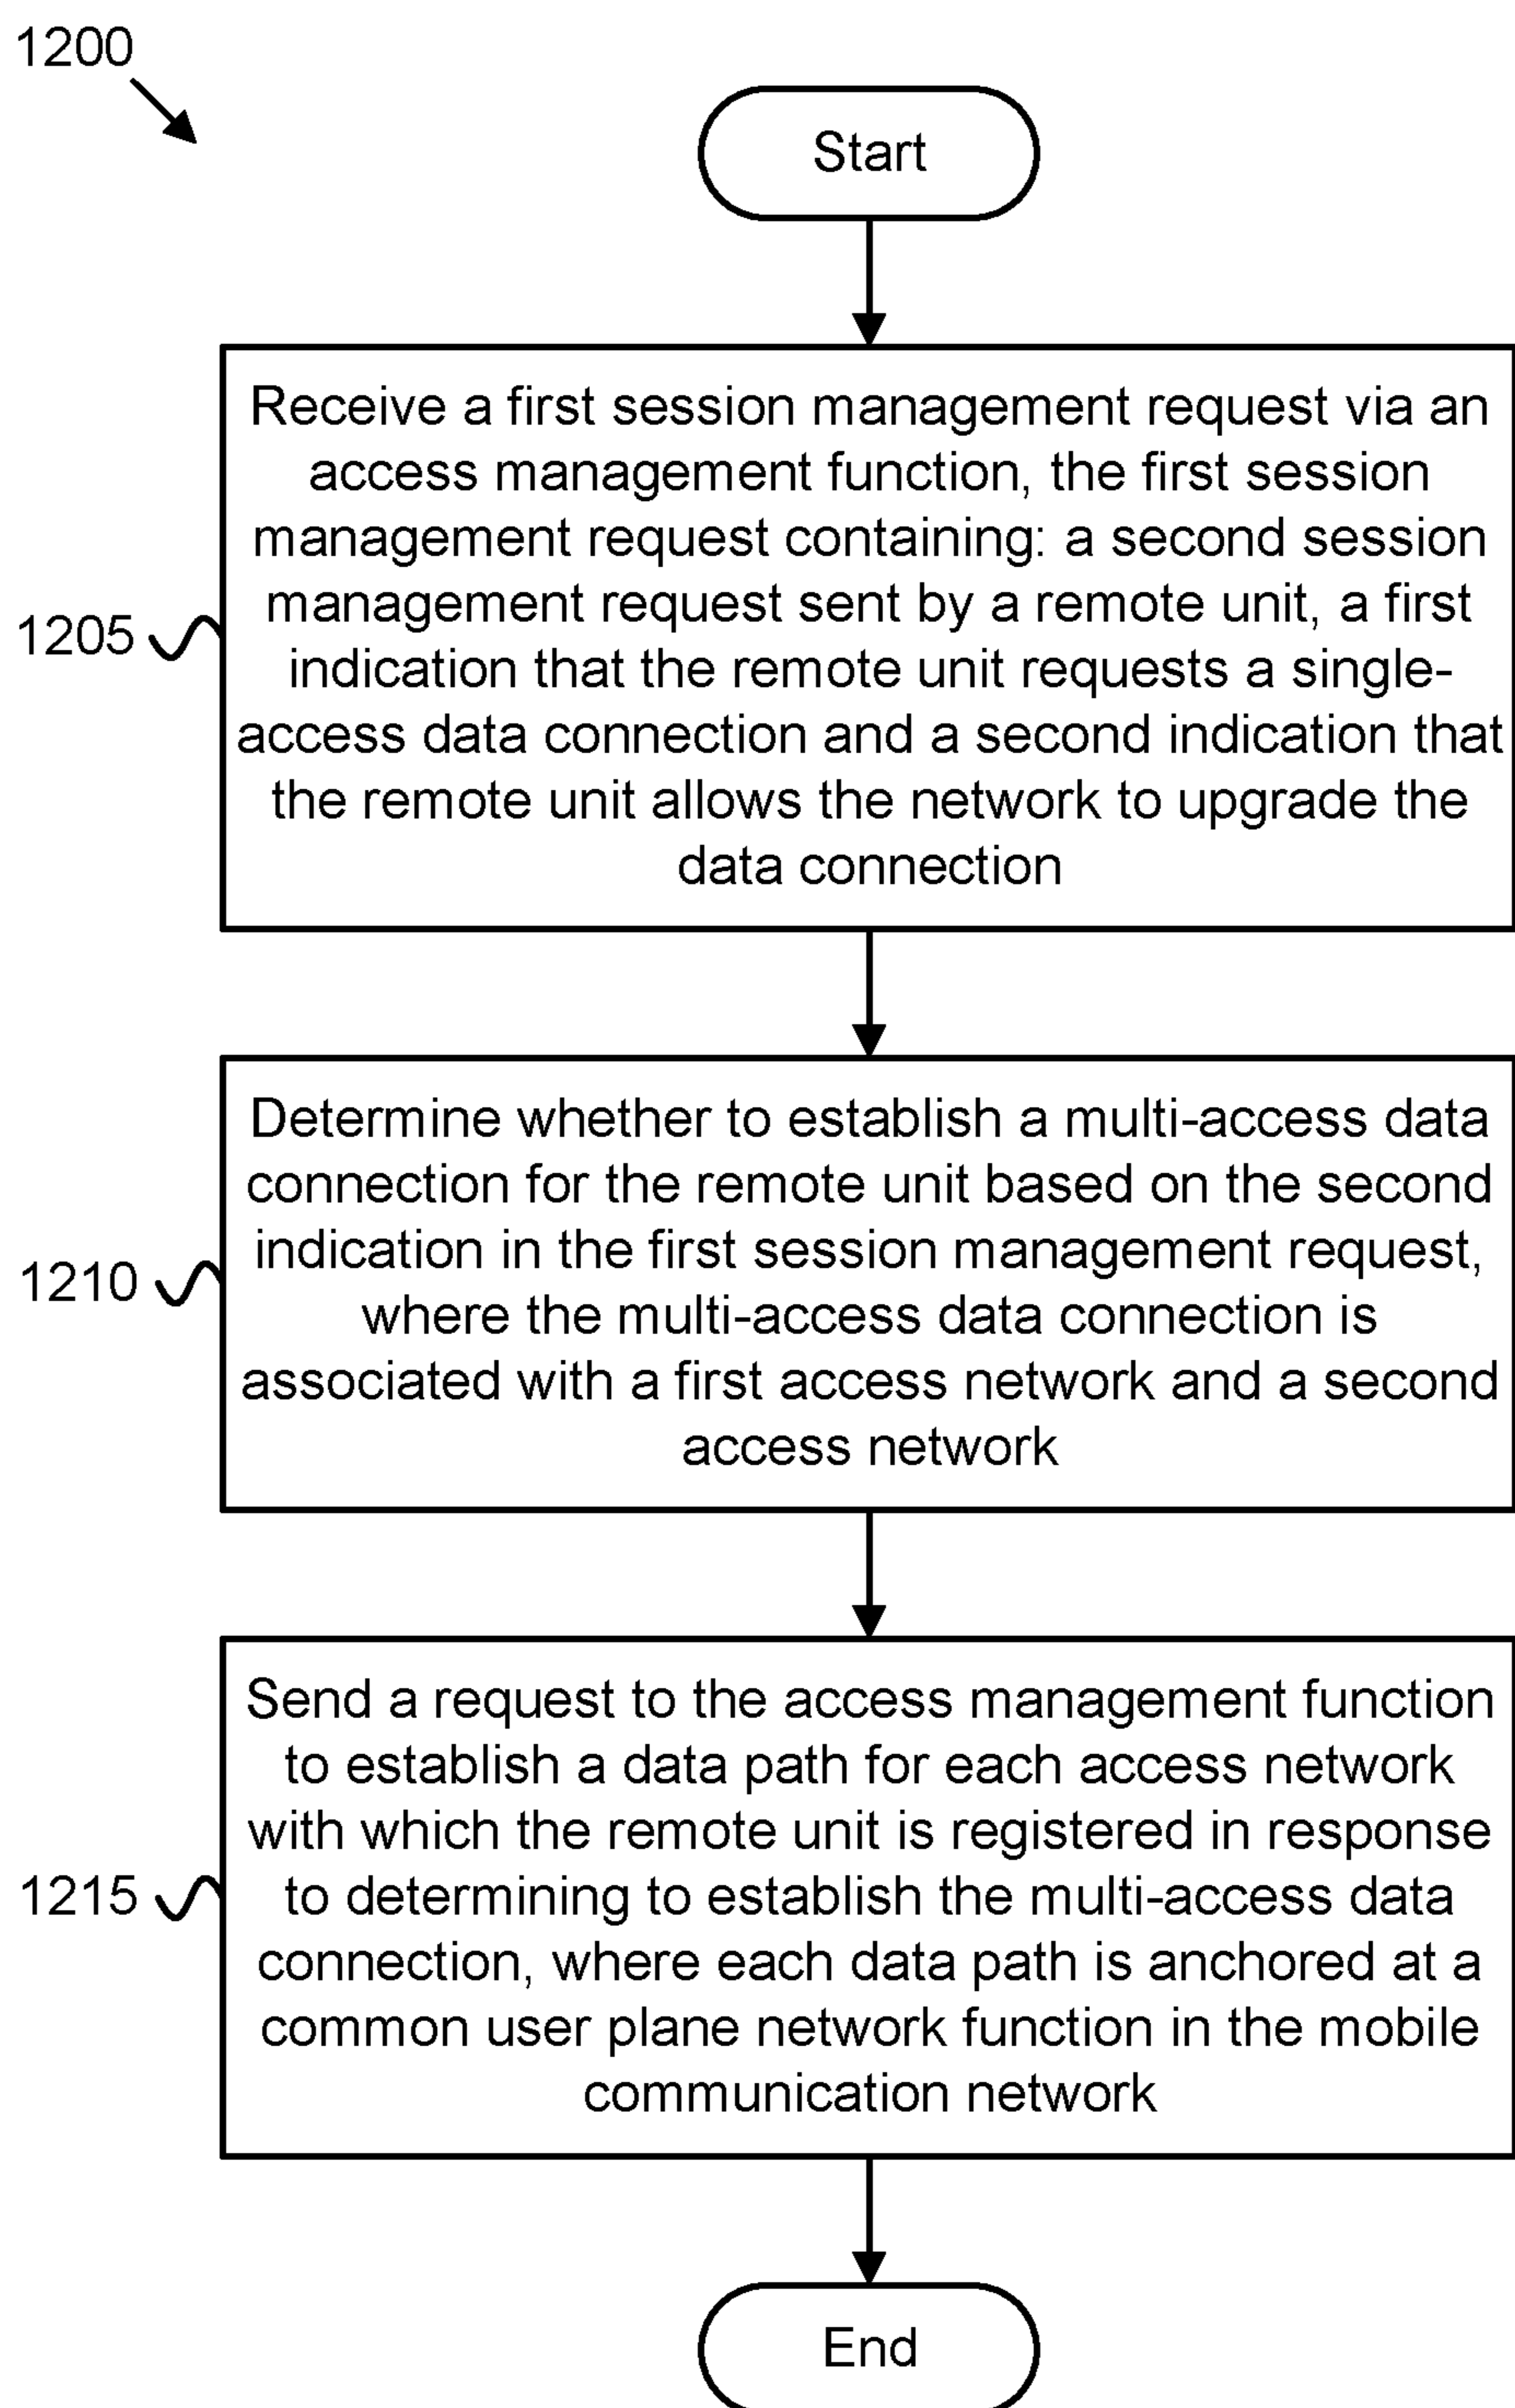 1200
Start
Receive a first session management request via an
access management function, the first session
management request containing: a second session
management request sent by a remote unit, a first
indication that the remote unit requests a single-
access data connection and a second indication that
the remote unit allows the network to upgrade the
data connection
1205
Determine whether to establish a multi-access data
connection for the remote unit based on the second
indication in the first session management request,
where the multi-access data connection is
associated with a first access network and a second
access network
1210
Send a request to the access management function
to establish a data path for each access network
with which the remote unit is registered in response
to determining to establish the multi-access data
connection, where each data path is anchored at a
common user plane network function in the mobile
communication network
1215
End